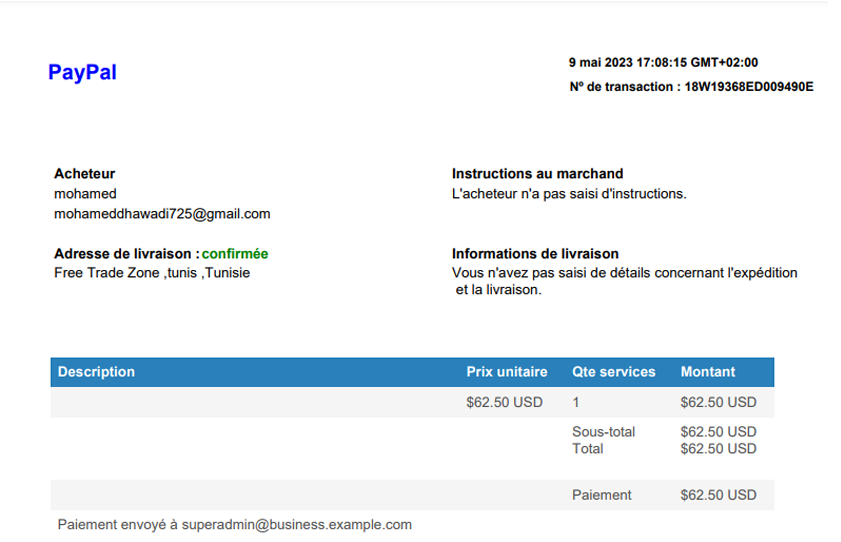 PayPal
9 mai 2023 17:08:15 GMT+02:00
Nº de transaction : 18W19368ED009490E
Acheteur
mohamed
mohameddhawadi725@gmail.com
Instructions au marchand
L'acheteur n'a pas saisi d'instructions.
Adresse de livraison : confirmée
Free Trade Zone ,tunis ,Tunisie
Informations de livraison
Vous n'avez pas saisi de détails concernant l'expédition
et la livraison.
Description Prix unitaire Qte services Montant
$62.50 USD 1 $62.50 USD
Sous-total $62.50 USD
Total $62.50 USD
Paiement $62.50 USD
Paiement envoyé à superadmin@business.example.com